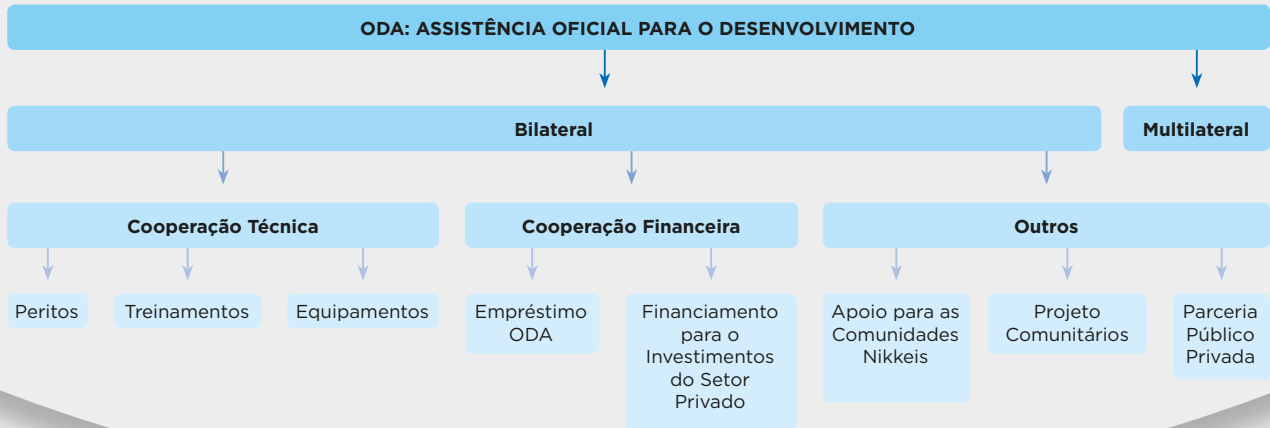 ODA: ASSISTÊNCIA OFICIAL PARA O DESENVOLVIMENTO
Bilateral
Multilateral
Cooperação Técnica
Cooperação Financeira
Outros
Peritos
Treinamentos
Equipamentos
Empréstimo
ODA
Financiamento
para o
Investimentos
do Setor
Privado
Apoio para as
Comunidades
Nikkeis
Projeto
Comunitários
Parceria
Público
Privada